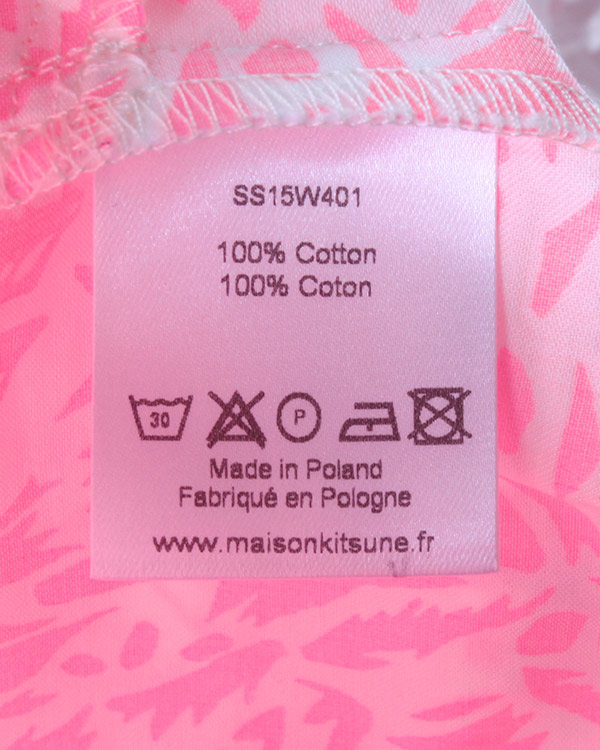 SS15W401
100% Cotton
100% Coton
30
P
Made in Poland
Fabriqué en Pologne
www.maisonkitsune.fr